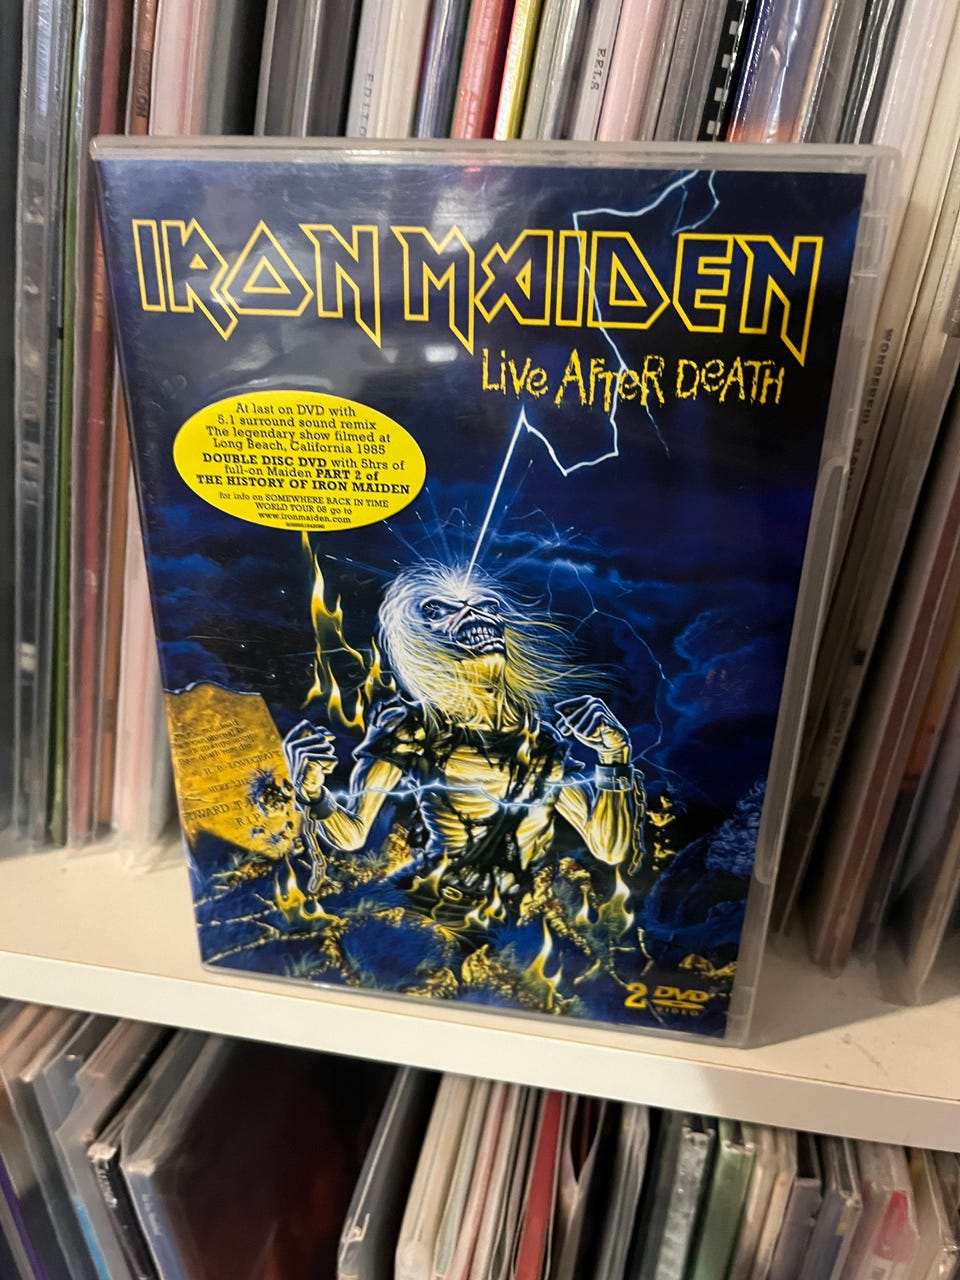 IRON MAIDEN
LIVE AFTER DEATH
At last on DVD with
5.1 surround sound remix
The legendary show filmed at
Long Beach, California 1985
DOUBLE DISC DVD with 5hrs of
full-on Maiden PART 2 of
THE HISTORY OF IRON MAIDEN
for info on SOMEWHERE BACK IN TIME
WORLD TOUR 08 go to
www.ironmaiden.com
H. P. LOVECRAFT
R.I.P.
2 DVD
VIDEO